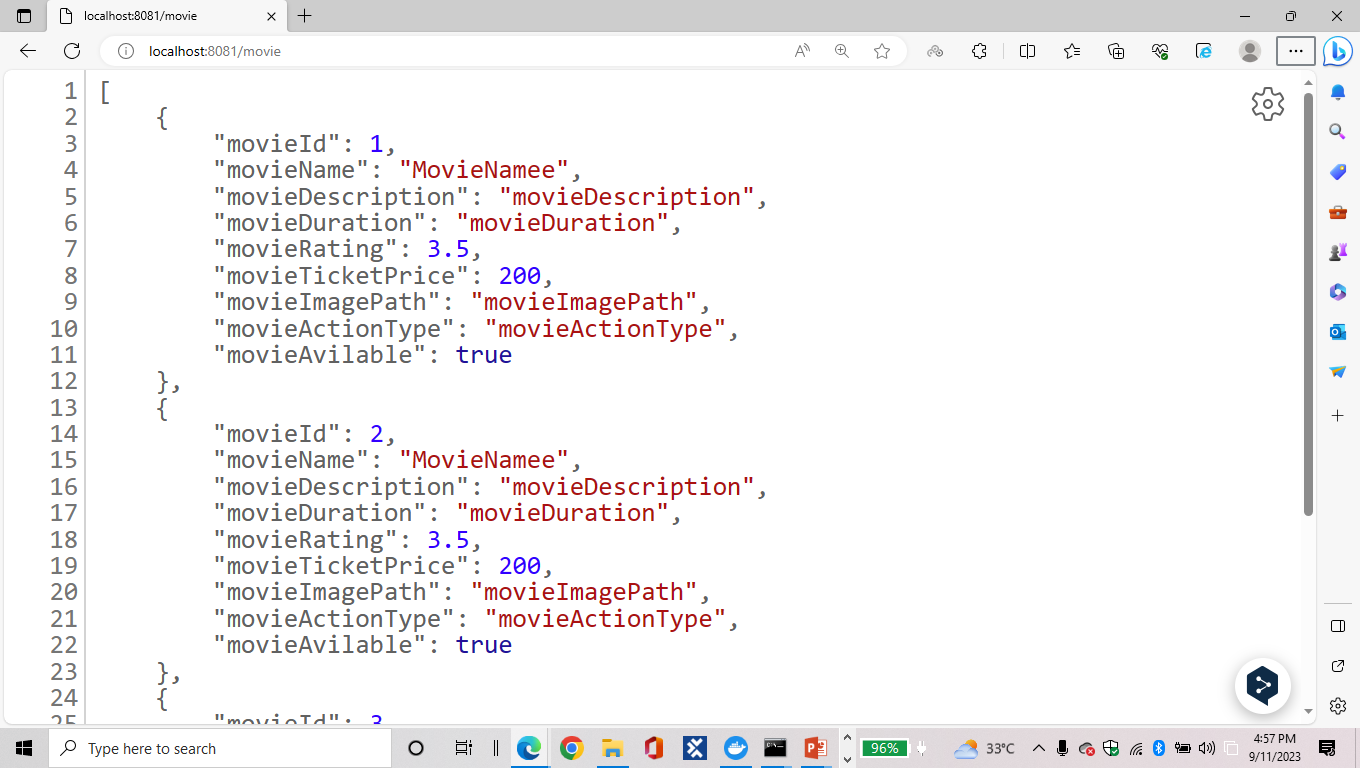 localhost:8081/movie
localhost:8081/movie
1 [
2 {
3 "movieId": 1,
4 "movieName": "MovieNamee",
5 "movieDescription": "movieDescription",
6 "movieDuration": "movieDuration",
7 "movieRating": 3.5,
8 "movieTicketPrice": 200,
9 "movieImagePath": "movieImagePath",
10 "movieActionType": "movieActionType",
11 "movieAvilable": true
12 },
13 {
14 "movieId": 2,
15 "movieName": "MovieNamee",
16 "movieDescription": "movieDescription",
17 "movieDuration": "movieDuration",
18 "movieRating": 3.5,
19 "movieTicketPrice": 200,
20 "movieImagePath": "movieImagePath",
21 "movieActionType": "movieActionType",
22 "movieAvilable": true
23 },
24 {
25 "movieId": 3
Type here to search
96%
33°C
4:57 PM
9/11/2023